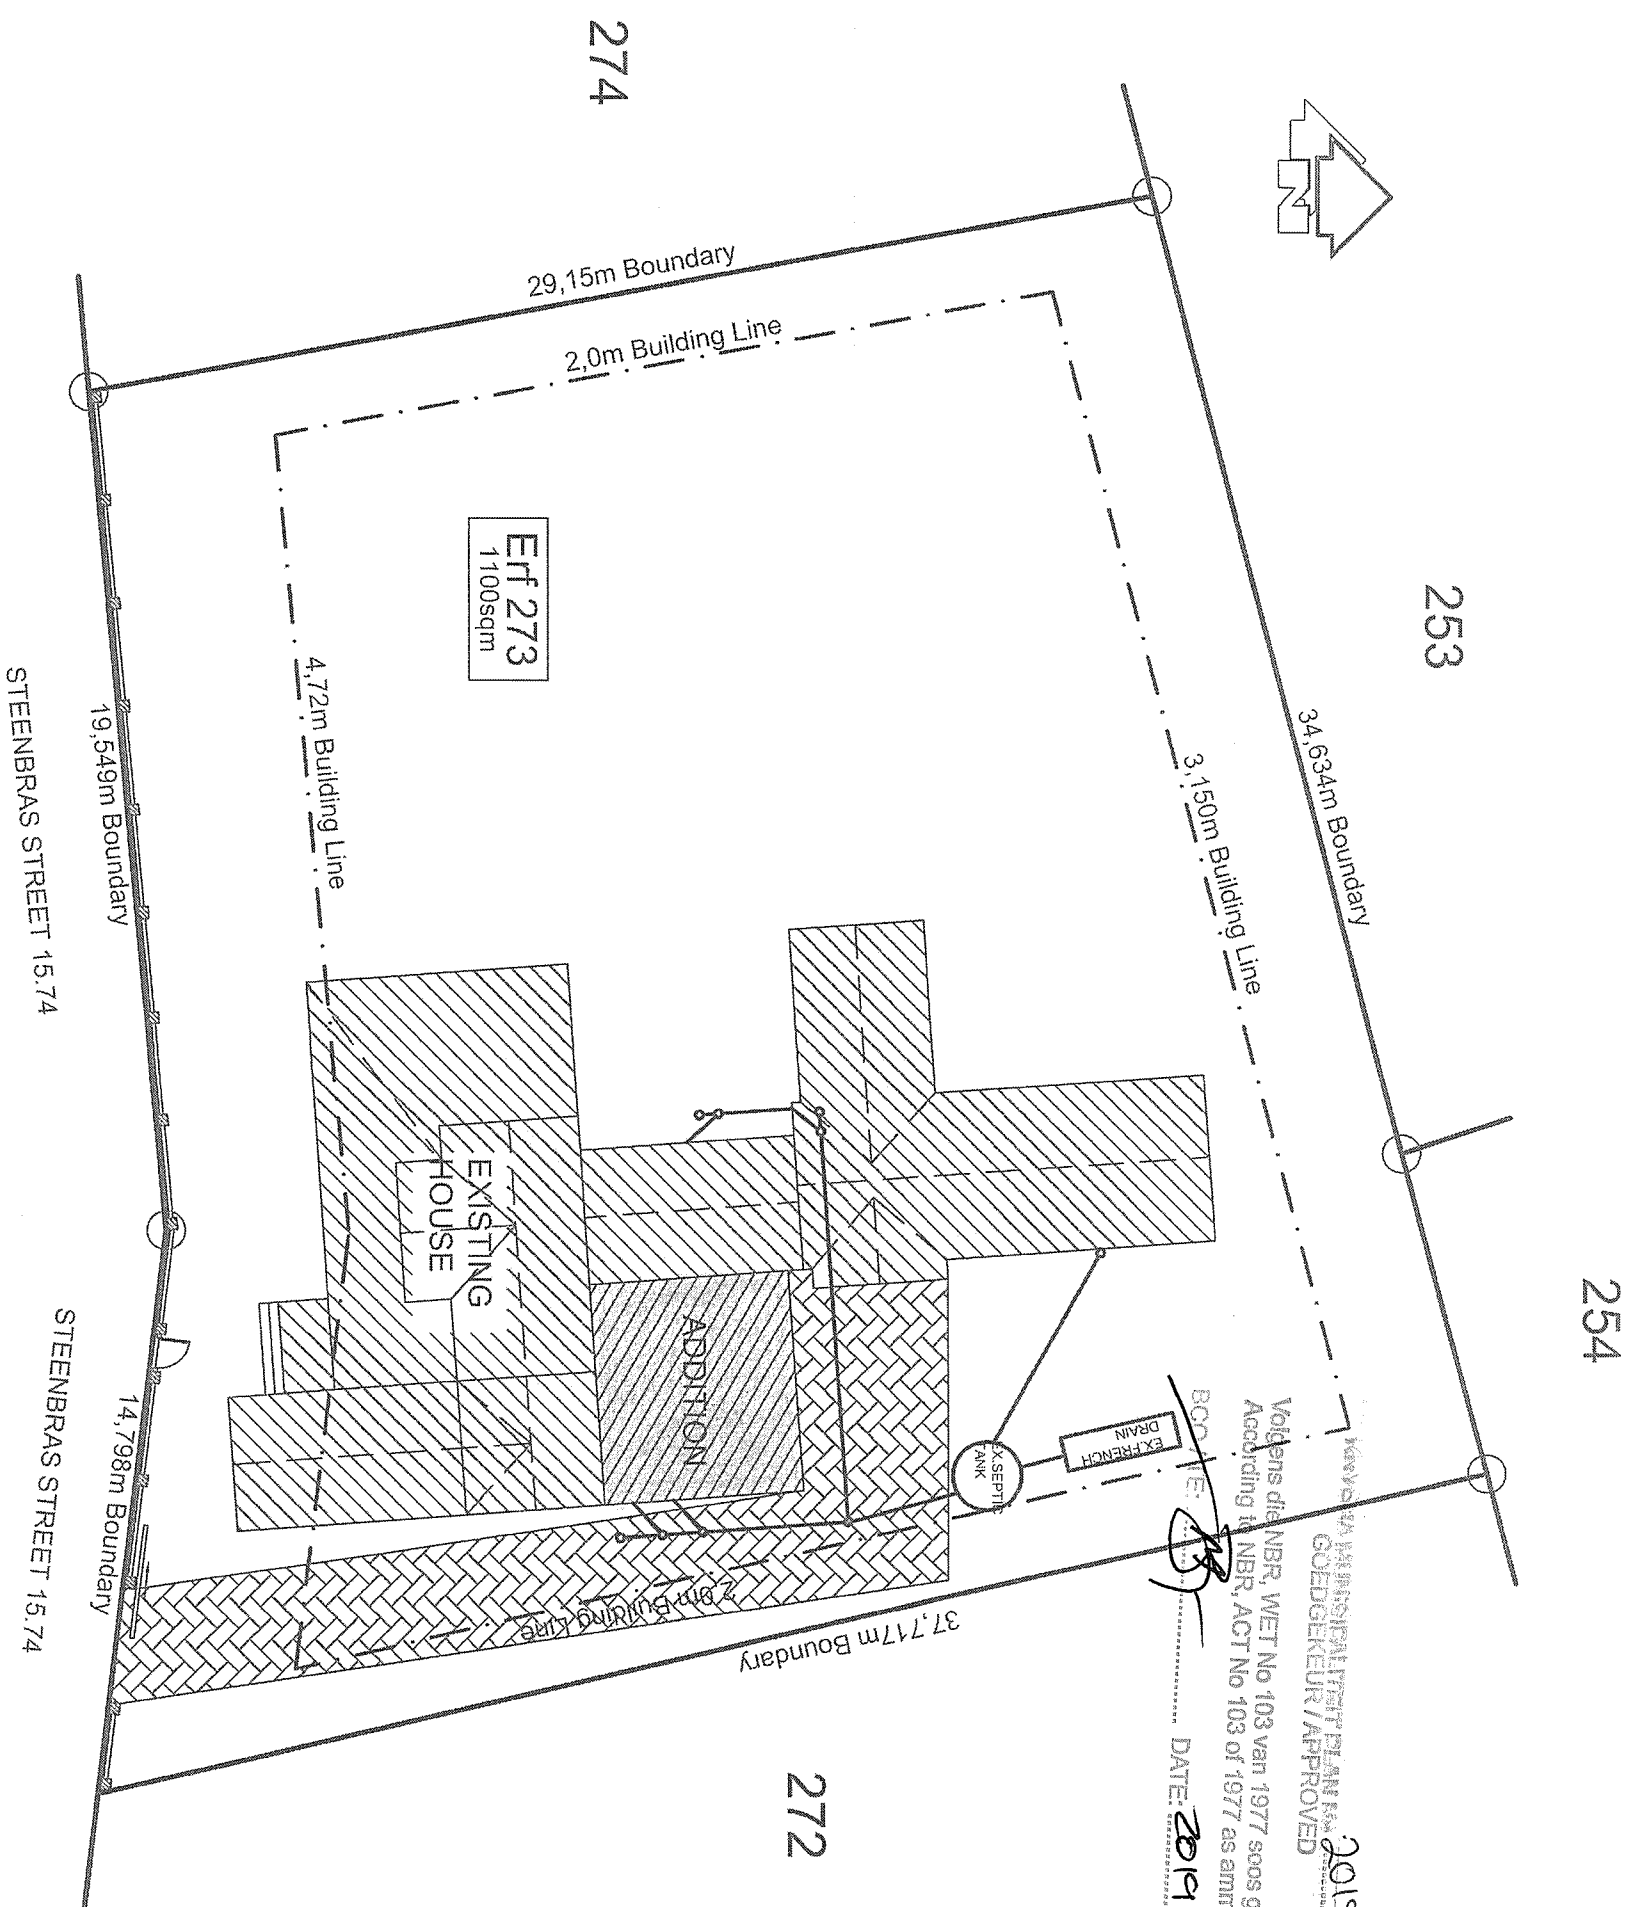 274
N
253
254
272
29,15m Boundary
2,0m Building Line
34,634m Boundary
3,150m Building Line
Erf 273
1100sqm
4,72m Building Line
19,549m Boundary
STEENBRAS STREET 15.74
EXISTING
HOUSE
ADDITION
EX.SEPTIC
TANK
EX.FRENCH
DRAIN
2,0m Building Line
37,717m Boundary
14,798m Boundary
STEENBRAS STREET 15.74
PLAN
GOEDGEKEUR / APPROVED
Volgens die NBR, WET No 103 van 1977 soos g
According to NBR, ACT No 103 of 1977 as amm
DATE: 2019